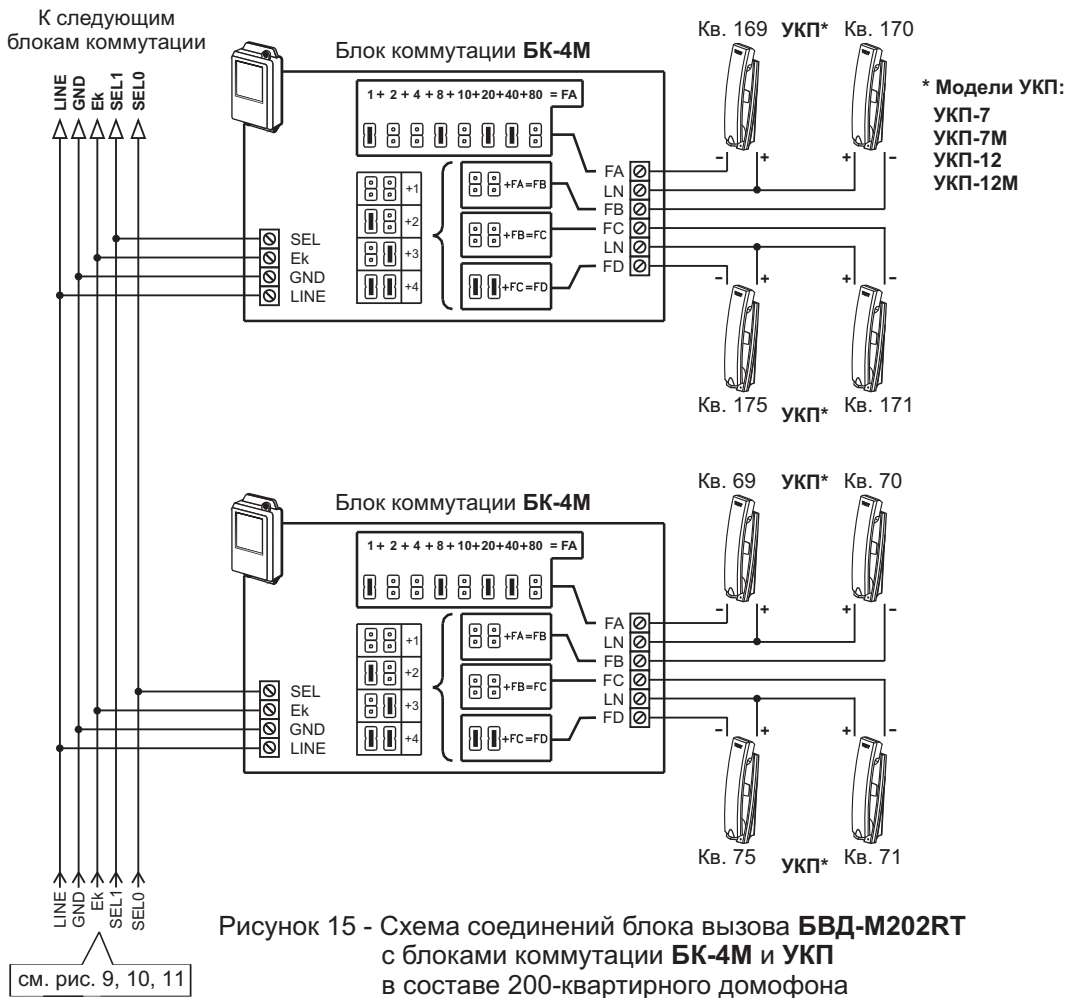 К следующим
блокам коммутации
LINE
GND
Ek
SEL1
SEL0
Блок коммутации БК-4М
1 + 2 + 4 + 8 + 10+20+40+80 = FA
+1
+2
+3
+4
+FA=FB
+FB=FC
+FC=FD
SEL
Ek
GND
LINE
FA
LN
FB
FC
LN
FD
Кв. 169 УКП* Кв. 170
- + + -
- + + -
Кв. 175 УКП* Кв. 171
* Модели УКП:
УКП-7
УКП-7М
УКП-12
УКП-12М
Блок коммутации БК-4М
1 + 2 + 4 + 8 + 10+20+40+80 = FA
+1
+2
+3
+4
+FA=FB
+FB=FC
+FC=FD
SEL
Ek
GND
LINE
FA
LN
FB
FC
LN
FD
Кв. 69 УКП* Кв. 70
- + + -
- + + -
Кв. 75 УКП* Кв. 71
LINE
GND
Ek
SEL1
SEL0
см. рис. 9, 10, 11
Рисунок 15 - Схема соединений блока вызова БВД-М202RT
с блоками коммутации БК-4М и УКП
в составе 200-квартирного домофона